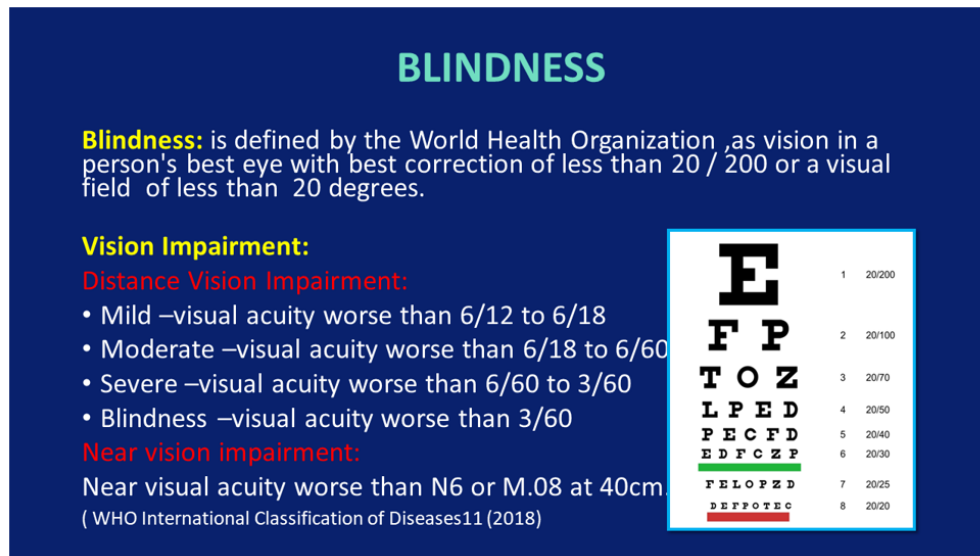 BLINDNESS
Blindness: is defined by the World Health Organization ,as vision in a
person's best eye with best correction of less than 20 / 200 or a visual
field of less than 20 degrees.
Vision Impairment:
Distance Vision Impairment:
• Mild –visual acuity worse than 6/12 to 6/18
• Moderate –visual acuity worse than 6/18 to 6/60
• Severe –visual acuity worse than 6/60 to 3/60
• Blindness –visual acuity worse than 3/60
Near vision impairment:
Near visual acuity worse than N6 or M.08 at 40cm.
( WHO International Classification of Diseases11 (2018)
E 1 20/200
F P 2 20/100
T O Z 3 20/70
L P E D 4 20/50
P E C F D 5 20/40
E D F C Z P 6 20/30
F E L O P Z D 7 20/25
D E F P O T E C 8 20/20